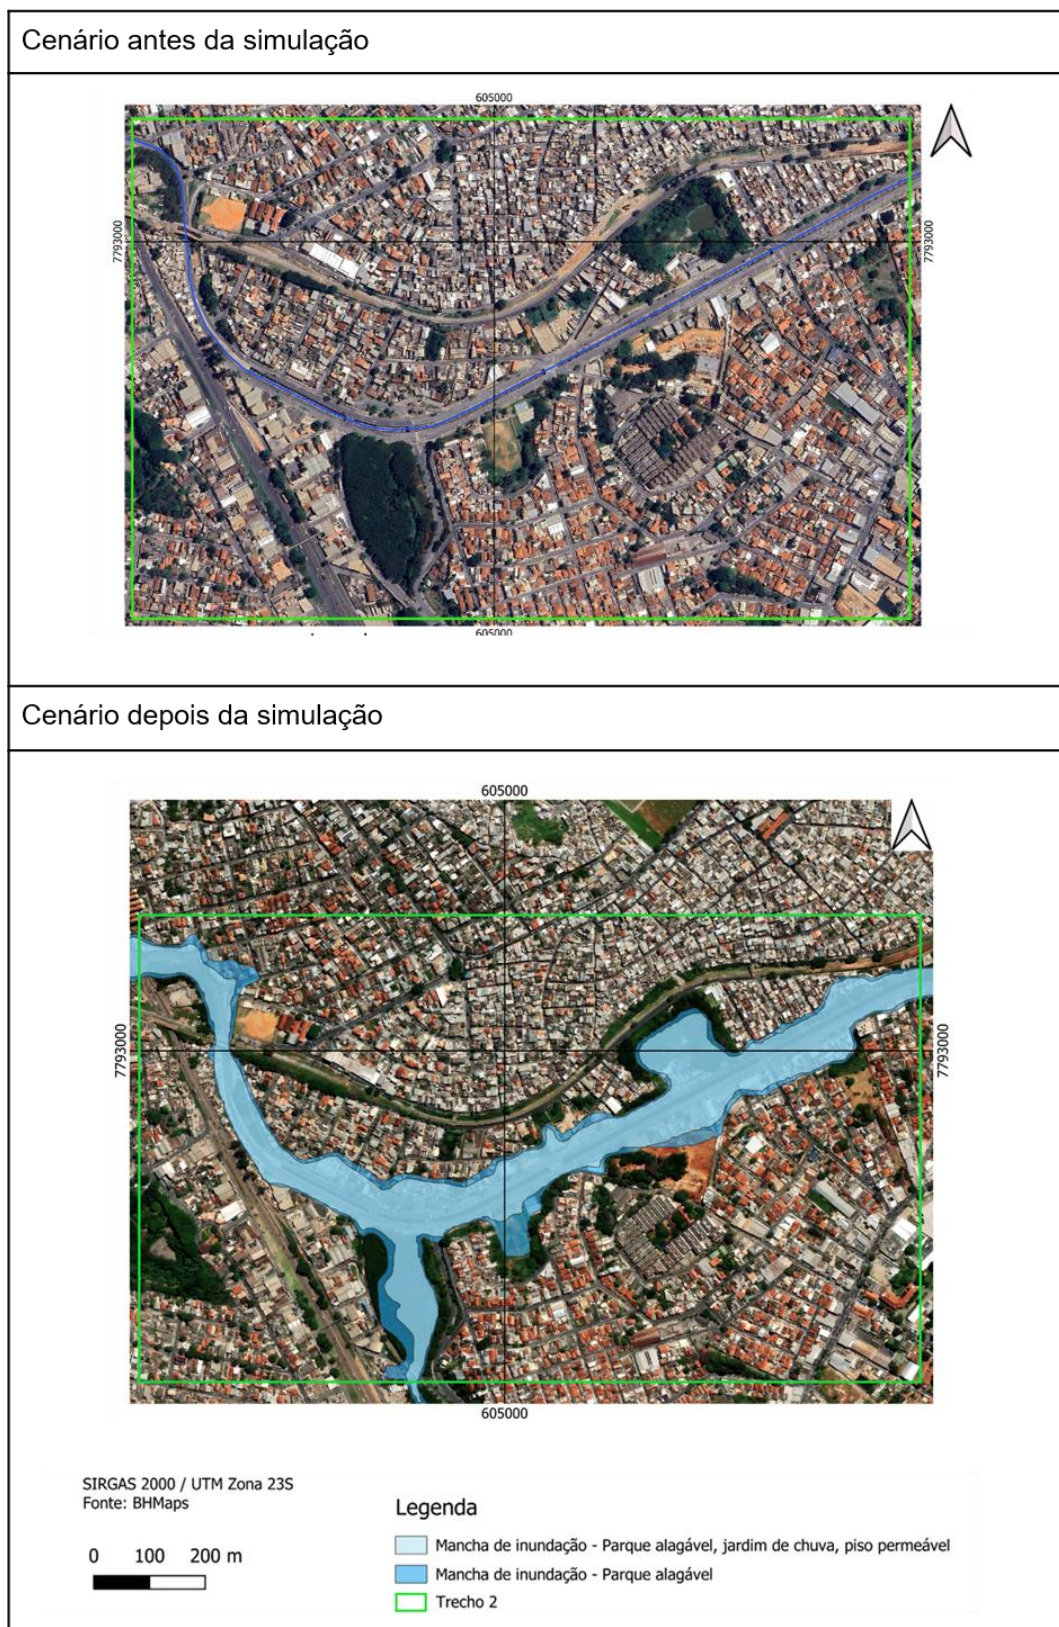 Cenário antes da simulação
605000
7793000
7793000
605000
Cenário depois da simulação
605000
7793000
7793000
605000
SIRGAS 2000 / UTM Zona 23S
Fonte: BHMaps
0 100 200 m
Legenda
Mancha de inundação - Parque alagável, jardim de chuva, piso permeável
Mancha de inundação - Parque alagável
Trecho 2